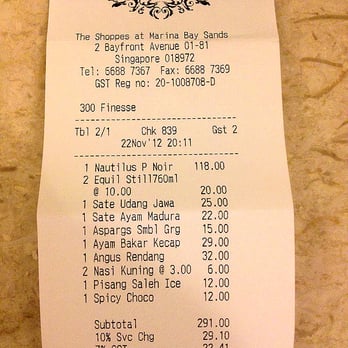 The Shoppes at Marina Bay Sands
2 Bayfront Avenue 01-81
Singapore 018972
Tel: 6688 7367 Fax: 6688 7369
GST Reg no: 20-1008708-D
300 Finesse
Tbl 2/1 Chk 839 Gst 2
22Nov'12 20:11
1 Nautilus P Noir 118.00
2 Equil Still760ml
@ 10.00 20.00
1 Sate Udang Jawa 25.00
1 Sate Ayam Madura 22.00
1 Aspargs Smbl Grg 15.00
1 Ayam Bakar Kecap 29.00
1 Angus Rendang 32.00
2 Nasi Kuning @ 3.00 6.00
1 Pisang Saleh Ice 12.00
1 Spicy Choco 12.00
Subtotal 291.00
10% Svc Chg 29.10
7% GST 22.41